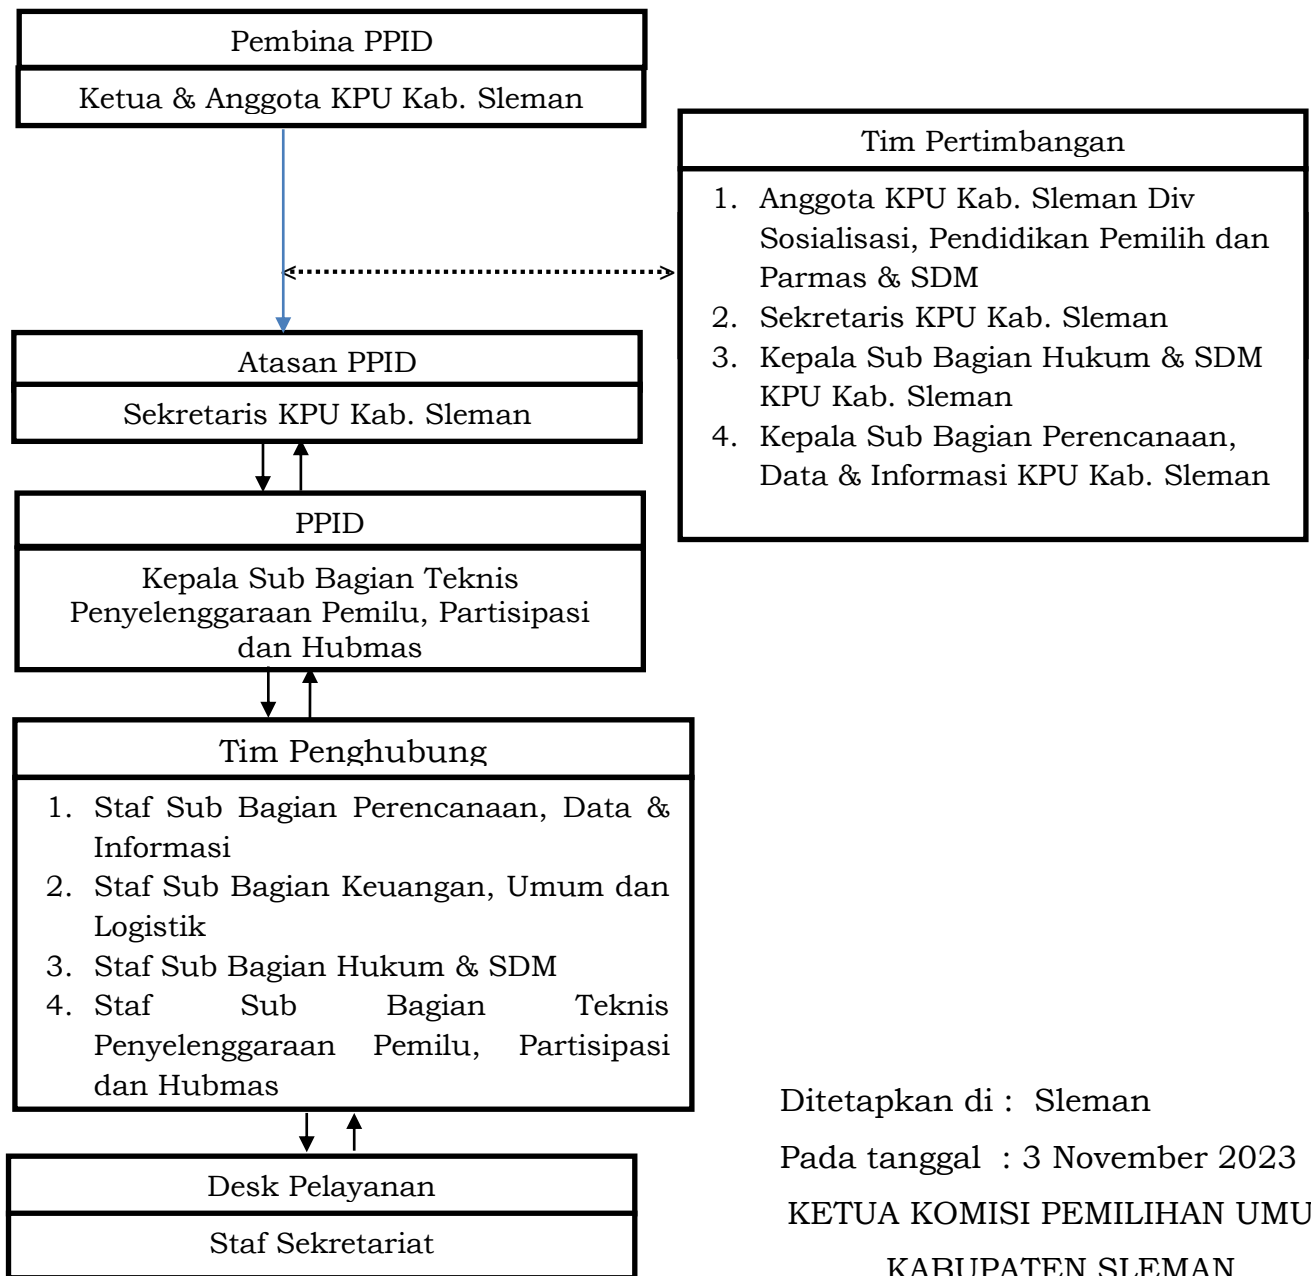 Pembina PPID
Ketua & Anggota KPU Kab. Sleman
Tim Pertimbangan
1. Anggota KPU Kab. Sleman Div
Sosialisasi, Pendidikan Pemilih dan
Parmas & SDM
2. Sekretaris KPU Kab. Sleman
3. Kepala Sub Bagian Hukum & SDM
KPU Kab. Sleman
4. Kepala Sub Bagian Perencanaan,
Data & Informasi KPU Kab. Sleman
Atasan PPID
Sekretaris KPU Kab. Sleman
PPID
Kepala Sub Bagian Teknis
Penyelenggaraan Pemilu, Partisipasi
dan Hubmas
Tim Penghubung
1. Staf Sub Bagian Perencanaan, Data &
Informasi
2. Staf Sub Bagian Keuangan, Umum dan
Logistik
3. Staf Sub Bagian Hukum & SDM
4. Staf Sub Bagian Teknis
Penyelenggaraan Pemilu, Partisipasi
dan Hubmas
Desk Pelayanan
Staf Sekretariat
Ditetapkan di : Sleman
Pada tanggal : 3 November 2023
KETUA KOMISI PEMILIHAN UMU
KABUPATEN SLEMAN